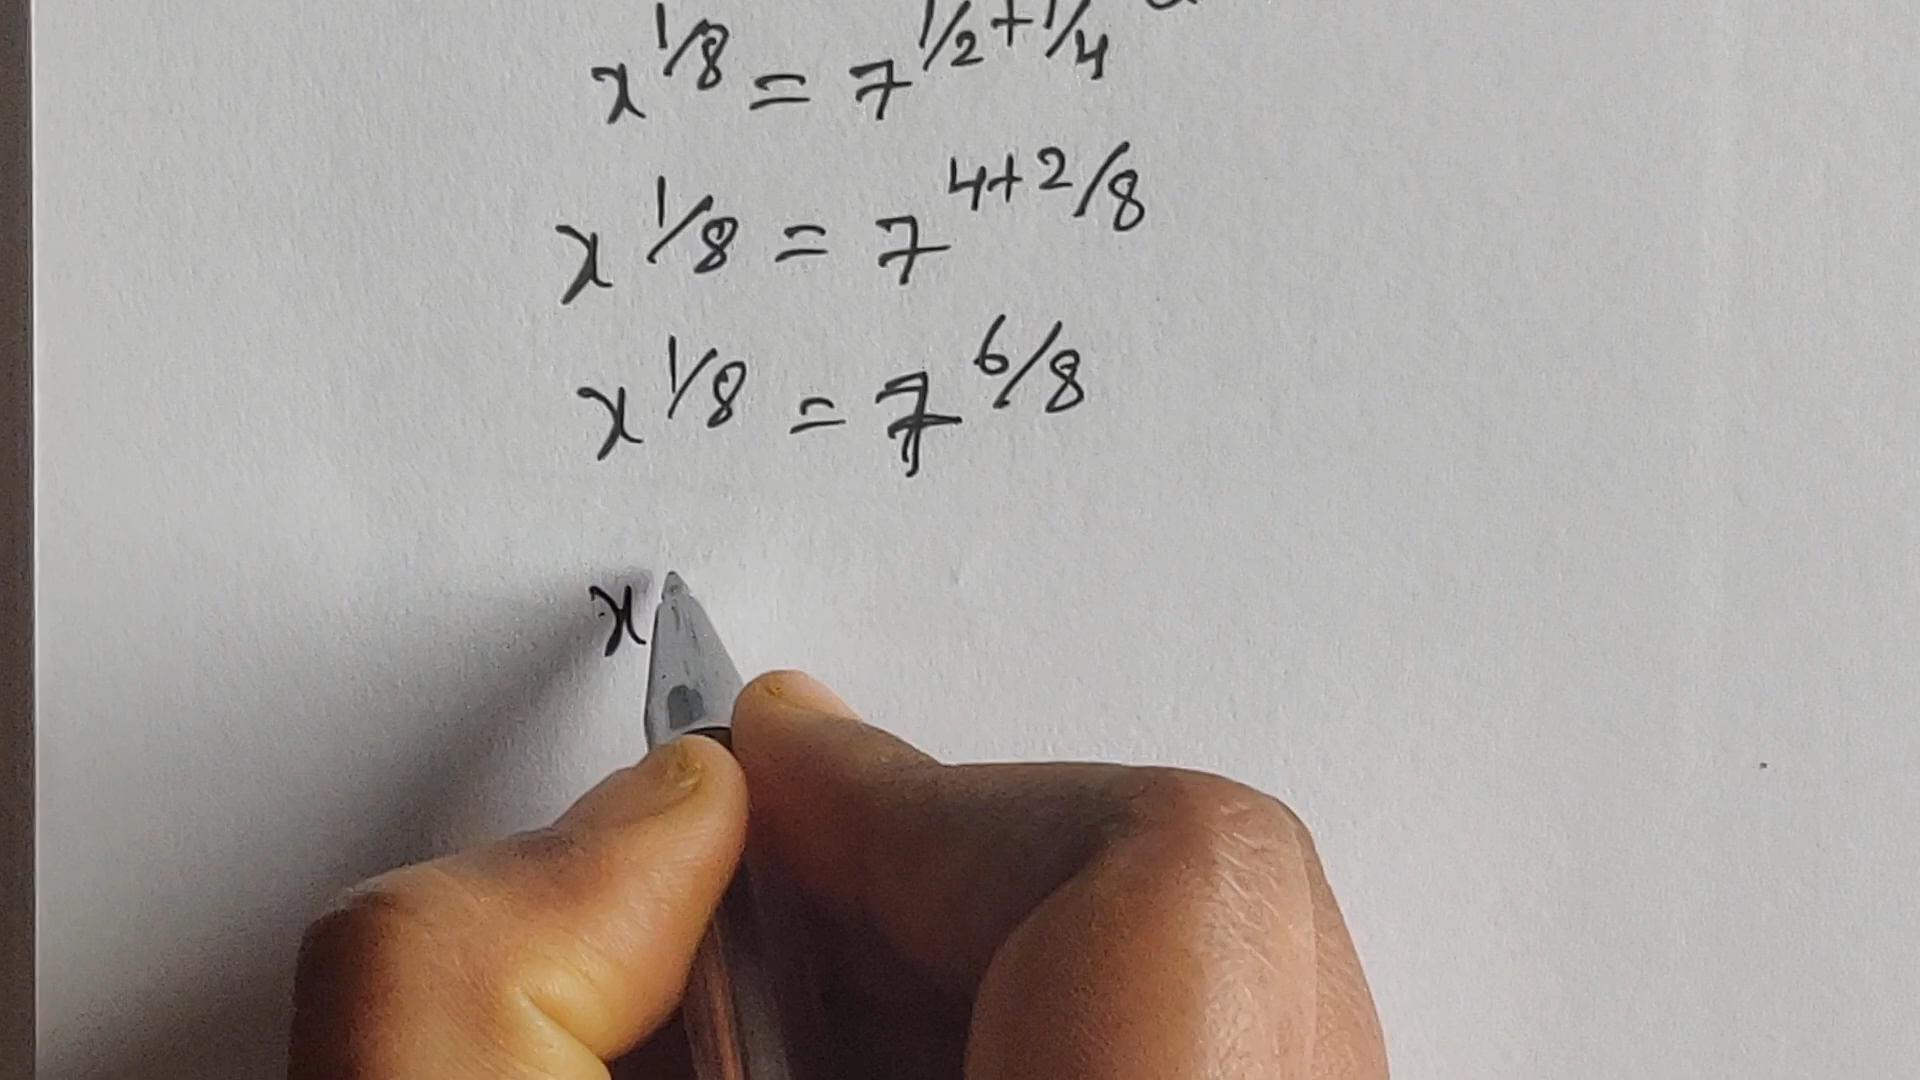 x^1/8 = 7^1/2+1/4
x^1/8 = 7^4+2/8
x^1/8 = 7^6/8
x